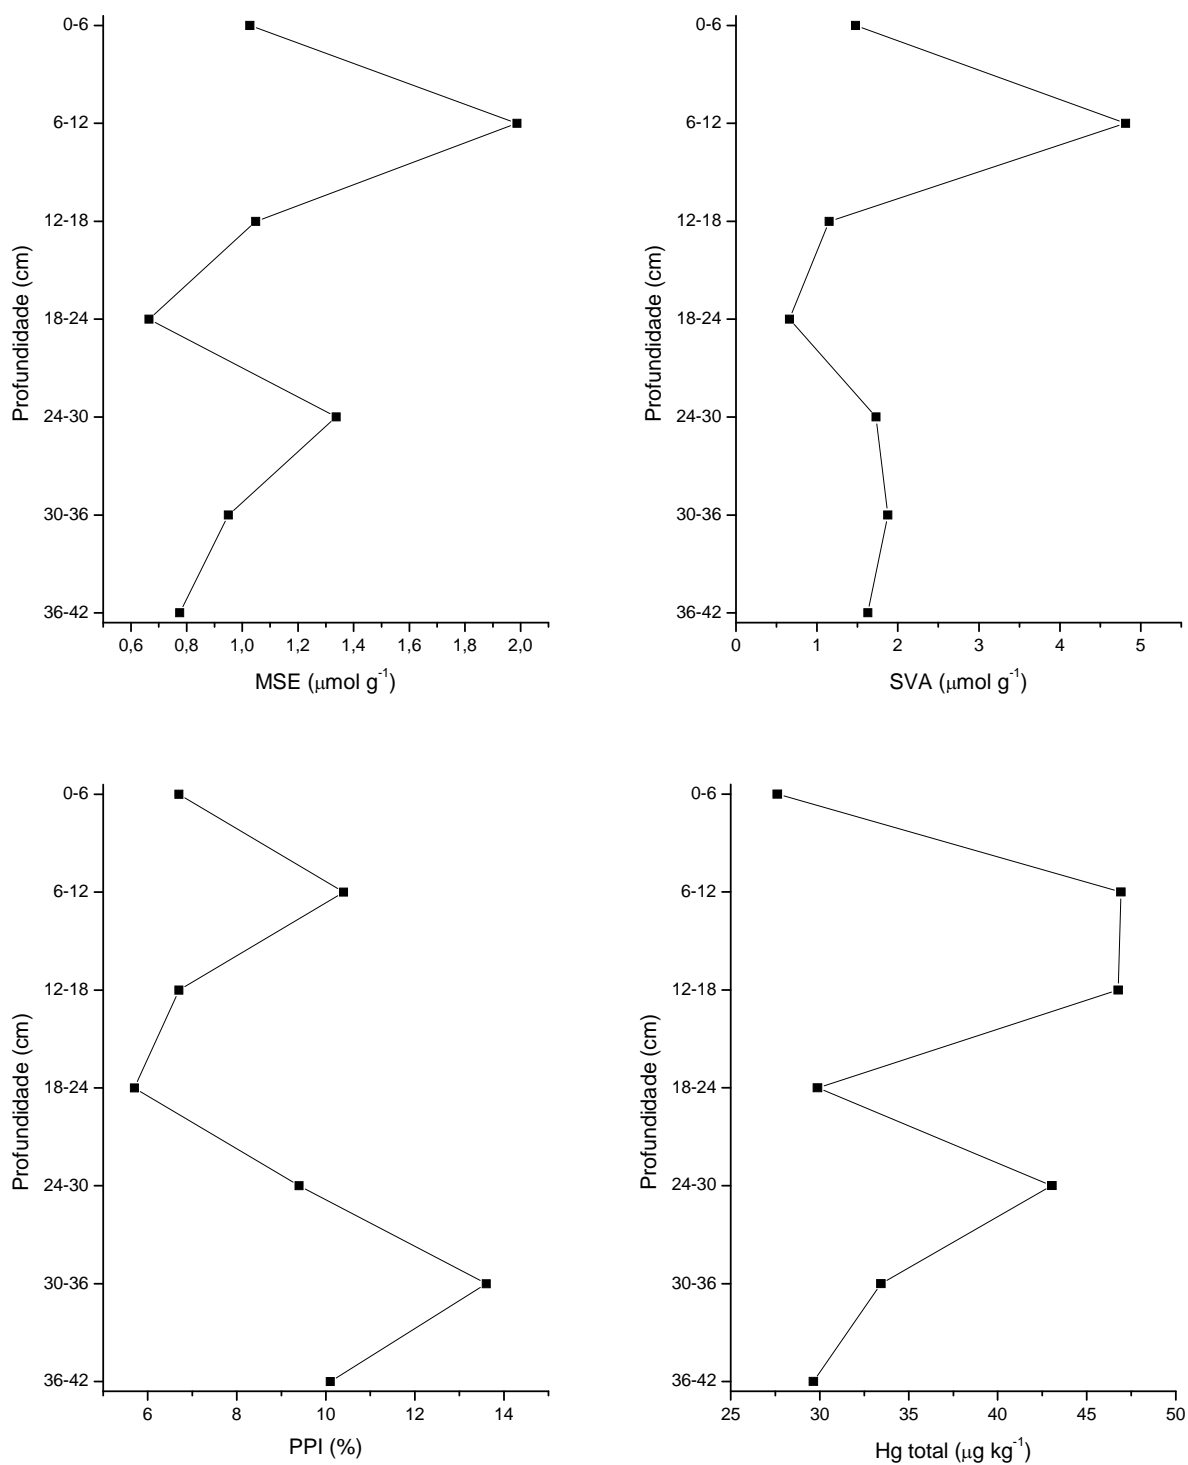 0-6
6-12
12-18
18-24
24-30
30-36
36-42
Profundidade (cm)
0,6 0,8 1,0 1,2 1,4 1,6 1,8 2,0
MSE (μmol g⁻¹)
0-6
6-12
12-18
18-24
24-30
30-36
36-42
Profundidade (cm)
0 1 2 3 4 5
SVA (μmol g⁻¹)
0-6
6-12
12-18
18-24
24-30
30-36
36-42
Profundidade (cm)
6 8 10 12 14
PPI (%)
0-6
6-12
12-18
18-24
24-30
30-36
36-42
Profundidade (cm)
25 30 35 40 45 50
Hg total (μg kg⁻¹)